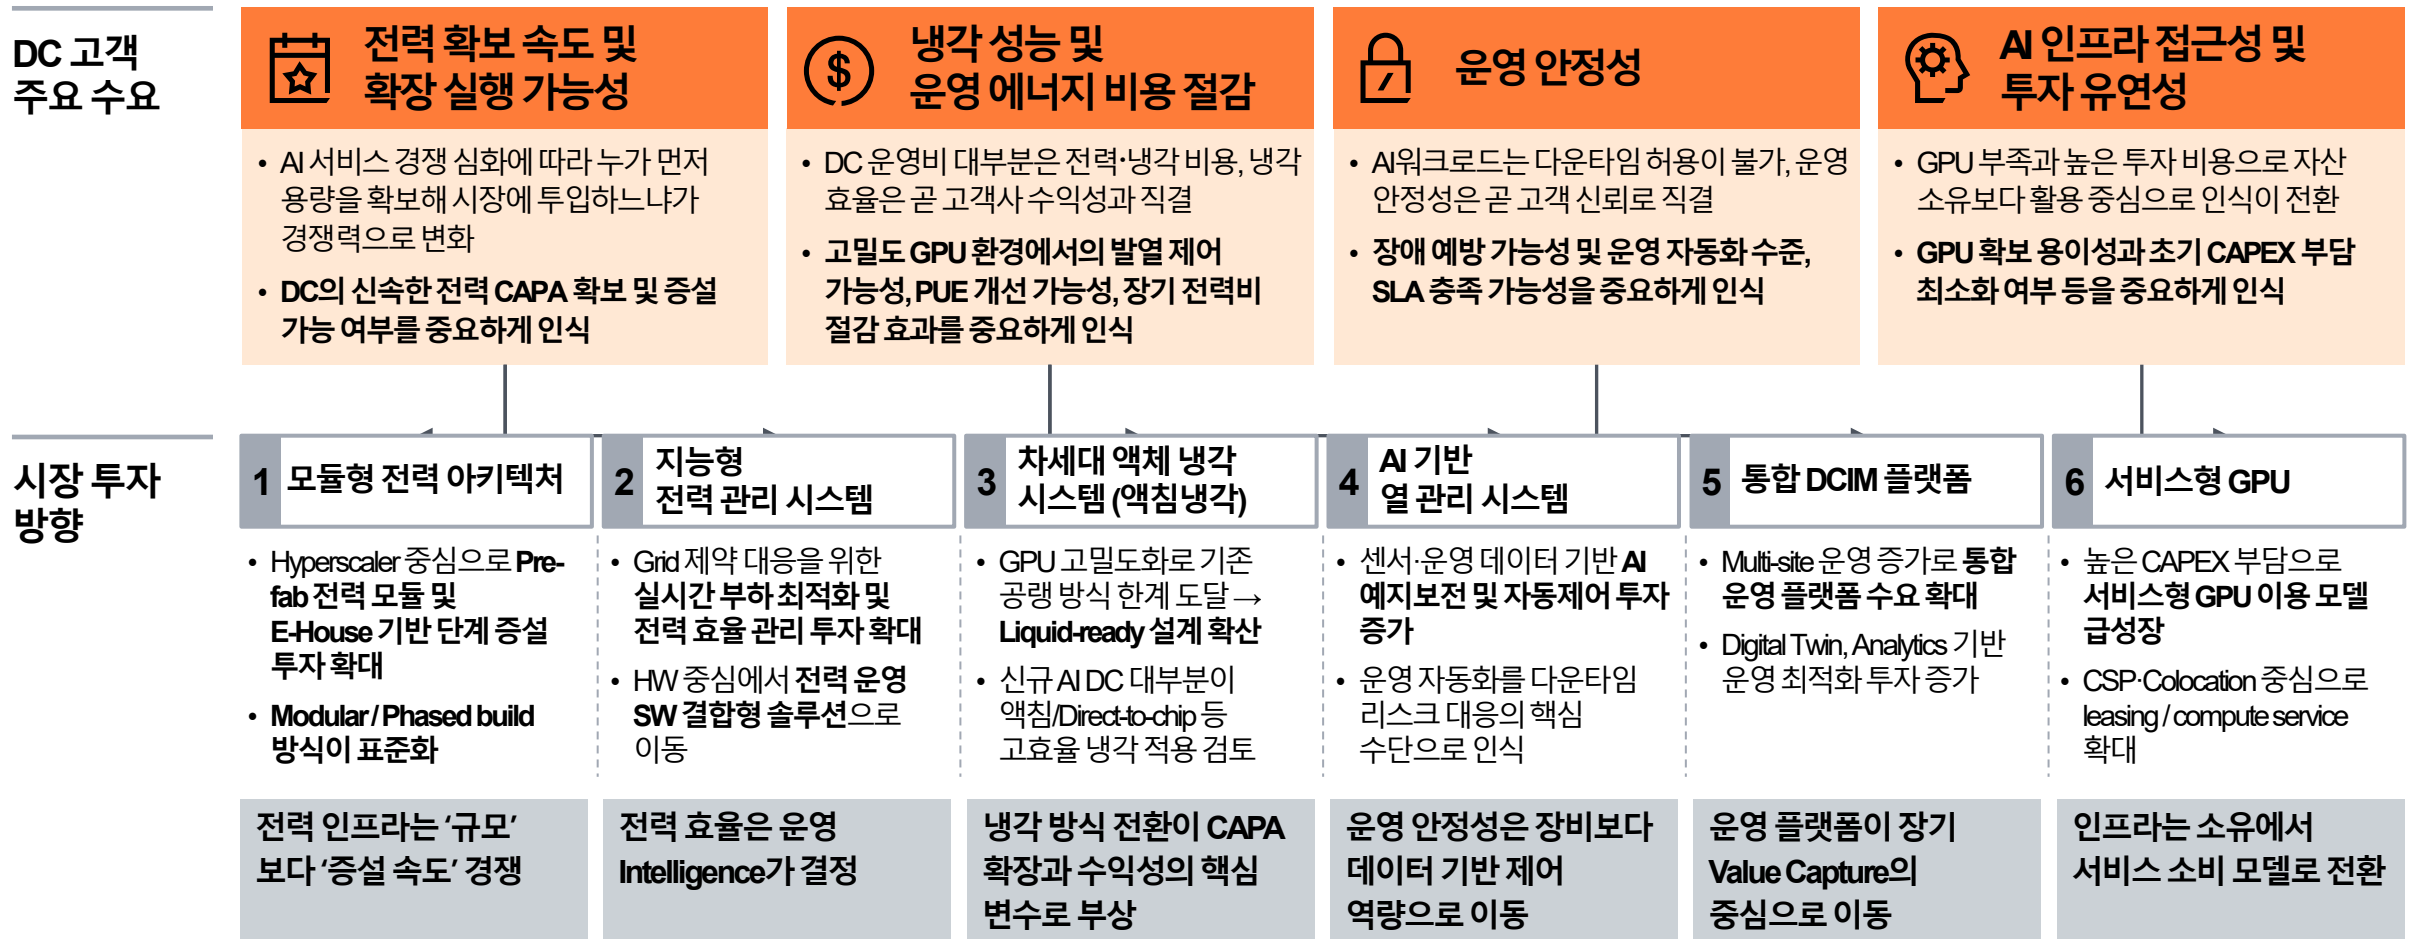 DC 고객
주요 수요
전력 확보 속도 및
확장 실행 가능성
• AI 서비스 경쟁 심화에 따라 누가 먼저
용량을 확보해 시장에 투입하느냐가
경쟁력으로 변화
• DC의 신속한 전력 CAPA 확보 및 증설
가능 여부를 중요하게 인식
냉각 성능 및
운영 에너지 비용 절감
• DC 운영비 대부분은 전력·냉각 비용, 냉각
효율은 곧 고객사 수익성과 직결
• 고밀도 GPU 환경에서의 발열 제어
가능성, PUE 개선 가능성, 장기 전력비
절감 효과를 중요하게 인식
운영 안정성
• AI워크로드는 다운타임 허용이 불가, 운영
안정성은 곧 고객 신뢰로 직결
• 장애 예방 가능성 및 운영 자동화 수준,
SLA 충족 가능성을 중요하게 인식
AI 인프라 접근성 및
투자 유연성
• GPU 부족과 높은 투자 비용으로 자산
소유보다 활용 중심으로 인식이 전환
• GPU 확보 용이성과 초기 CAPEX 부담
최소화 여부 등을 중요하게 인식
시장 투자
방향
1 모듈형 전력 아키텍처
• Hyperscaler 중심으로 Pre-
fab 전력 모듈 및
E-House 기반 단계 증설
투자 확대
• Modular / Phased build
방식이 표준화
전력 인프라는 ‘규모’
보다 ‘증설 속도’ 경쟁
2 지능형
전력 관리 시스템
• Grid 제약 대응을 위한
실시간 부하 최적화 및
전력 효율 관리 투자 확대
• HW 중심에서 전력 운영
SW 결합형 솔루션으로
이동
전력 효율은 운영
Intelligence가 결정
3 차세대 액체 냉각
시스템 (액침냉각)
• GPU 고밀도화로 기존
공랭 방식 한계 도달 →
Liquid-ready 설계 확산
• 신규 AI DC 대부분이
액침/Direct-to-chip 등
고효율 냉각 적용 검토
냉각 방식 전환이 CAPA
확장과 수익성의 핵심
변수로 부상
4 AI 기반
열 관리 시스템
• 센서·운영 데이터 기반 AI
예지보전 및 자동제어 투자
증가
• 운영 자동화를 다운타임
리스크 대응의 핵심
수단으로 인식
운영 안정성은 장비보다
데이터 기반 제어
역량으로 이동
5 통합 DCIM 플랫폼
• Multi-site 운영 증가로 통합
운영 플랫폼 수요 확대
• Digital Twin, Analytics 기반
운영 최적화 투자 증가
운영 플랫폼이 장기
Value Capture의
중심으로 이동
6 서비스형 GPU
• 높은 CAPEX 부담으로
서비스형 GPU 이용 모델
급성장
• CSP·Colocation 중심으로
leasing / compute service
확대
인프라는 소유에서
서비스 소비 모델로 전환